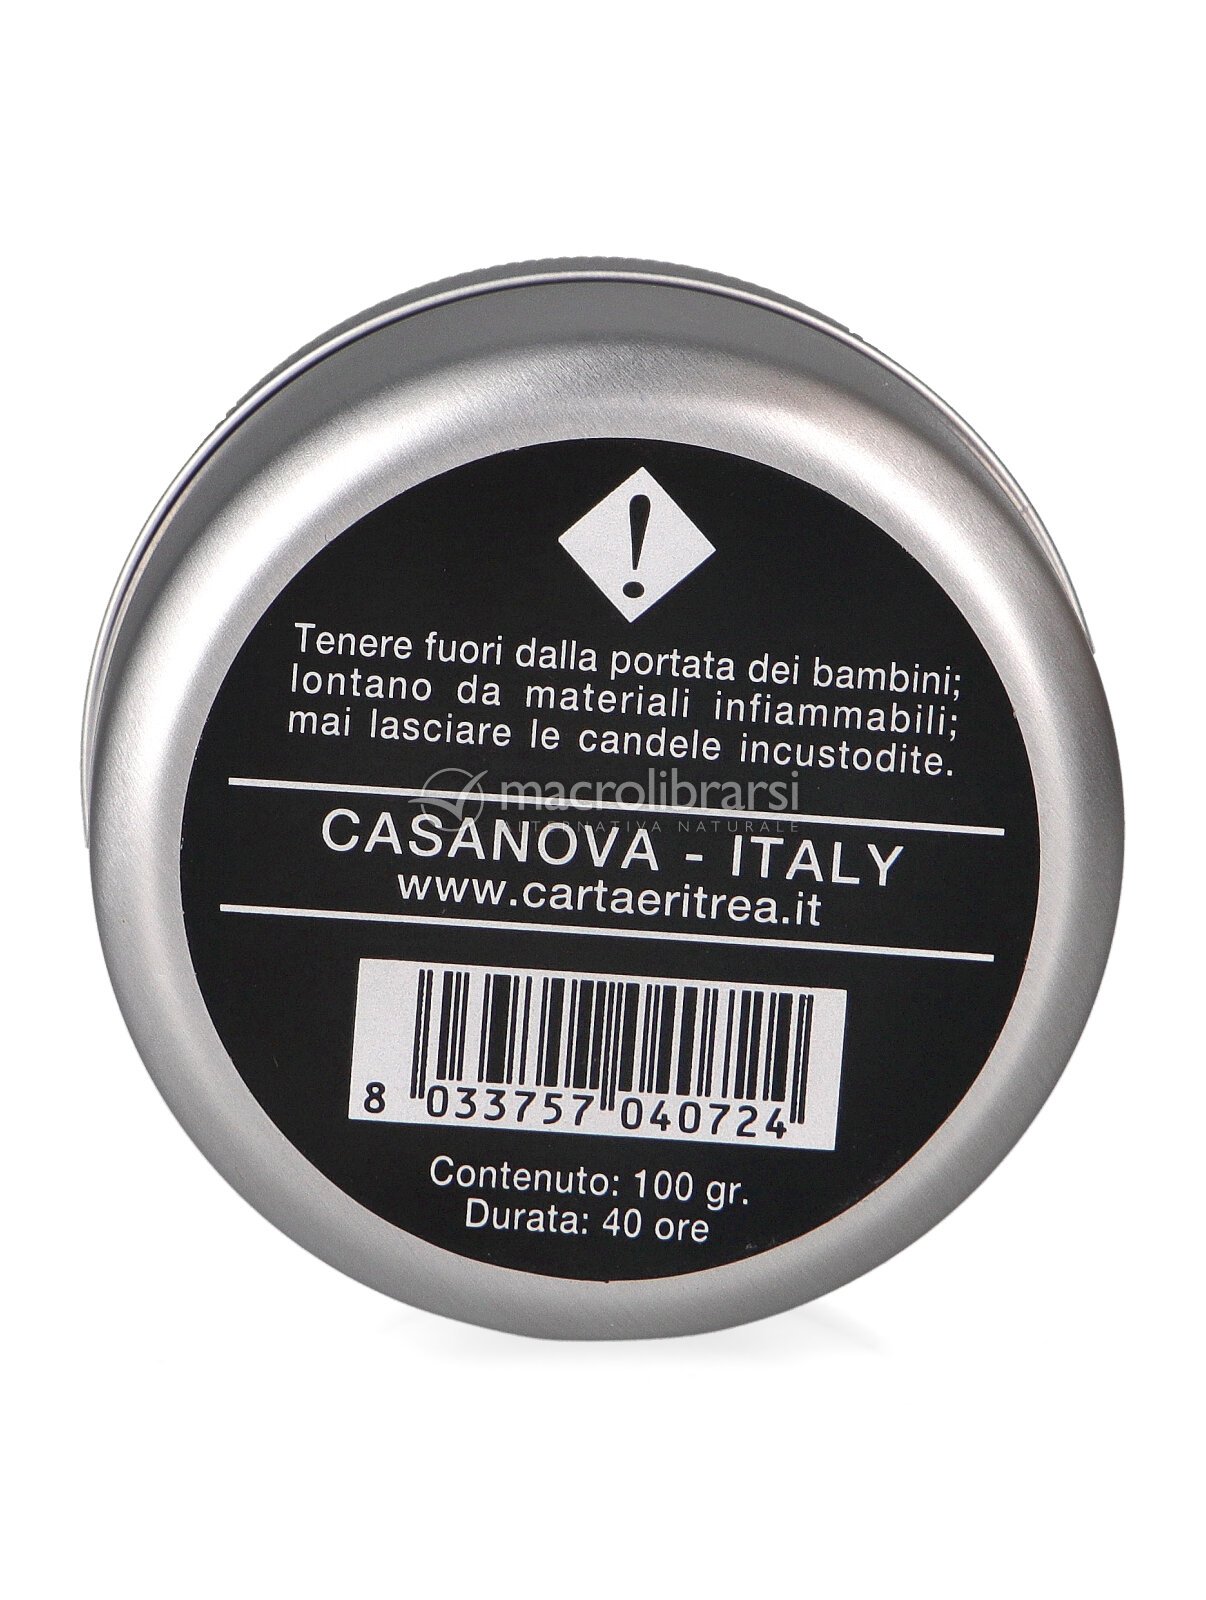 !
Tenere fuori dalla portata dei bambini;
lontano da materiali infiammabili;
mai lasciare le candele incustodite.
macrolibrarsi
ALTERNATIVA NATURALE
CASANOVA - ITALY
www.cartaeritrea.it
8 033757 040724
Contenuto: 100 gr.
Durata: 40 ore